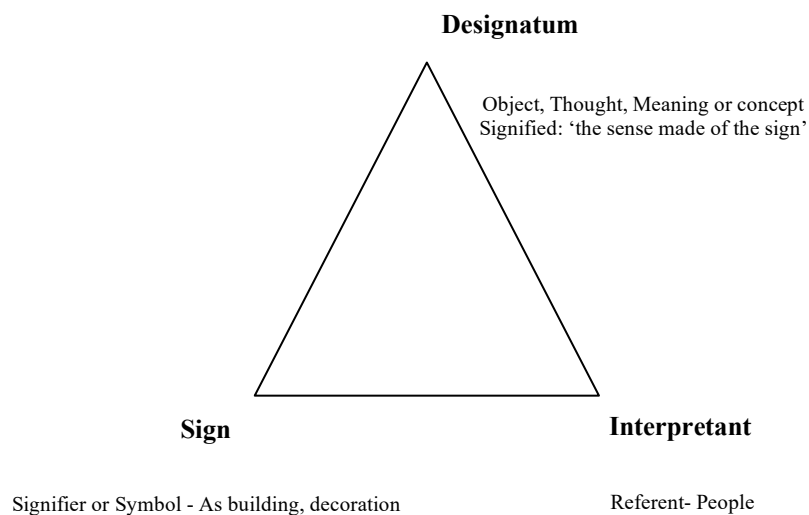 Designatum
Object, Thought, Meaning or concept
Signified: ‘the sense made of the sign’
Sign
Interpretant
Signifier or Symbol - As building, decoration
Referent- People